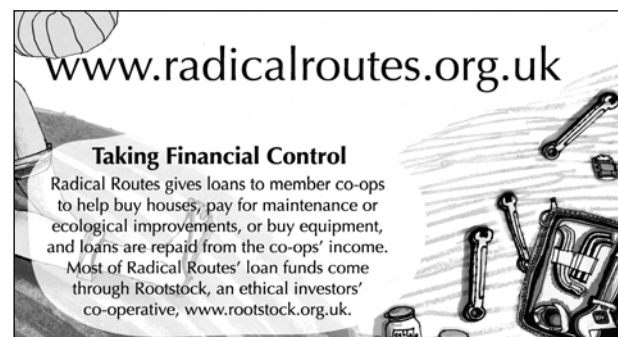 www.radicalroutes.org.uk
Taking Financial Control
Radical Routes gives loans to member co-ops
to help buy houses, pay for maintenance or
ecological improvements, or buy equipment,
and loans are repaid from the co-ops' income.
Most of Radical Routes' loan funds come
through Rootstock, an ethical investors'
co-operative, www.rootstock.org.uk.